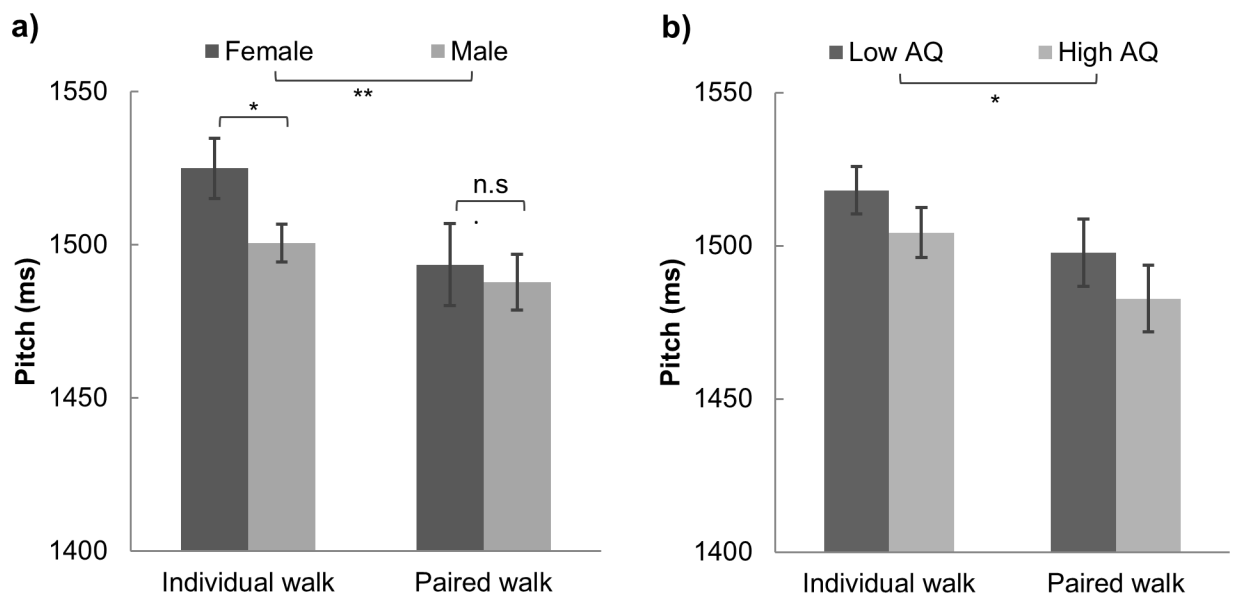 a)
Female Male
**
1550
*
n.s
.
1500
Pitch (ms)
1450
1400
Individual walk Paired walk
b)
Low AQ High AQ
*
1550
1500
Pitch (ms)
1450
1400
Individual walk Paired walk